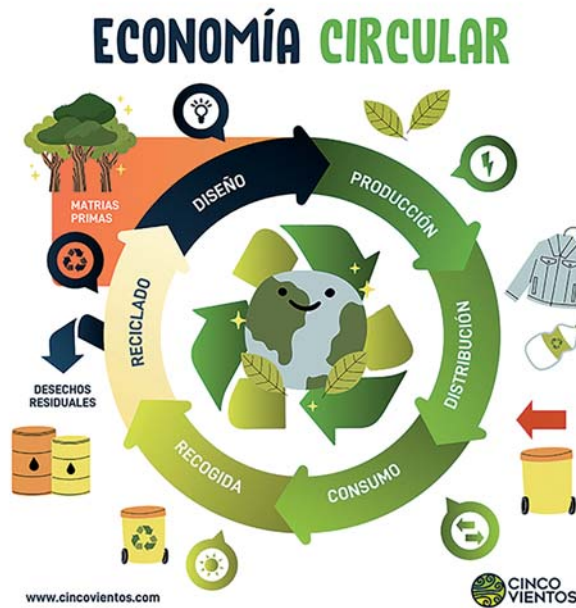 ECONOMÍA CIRCULAR
MATRIAS
PRIMAS
DISEÑO
PRODUCCIÓN
DISTRIBUCIÓN
CONSUMO
RECOGIDA
RECICLADO
DESECHOS
RESIDUALES
www.cincovientos.com
CINCO
VIENTOS